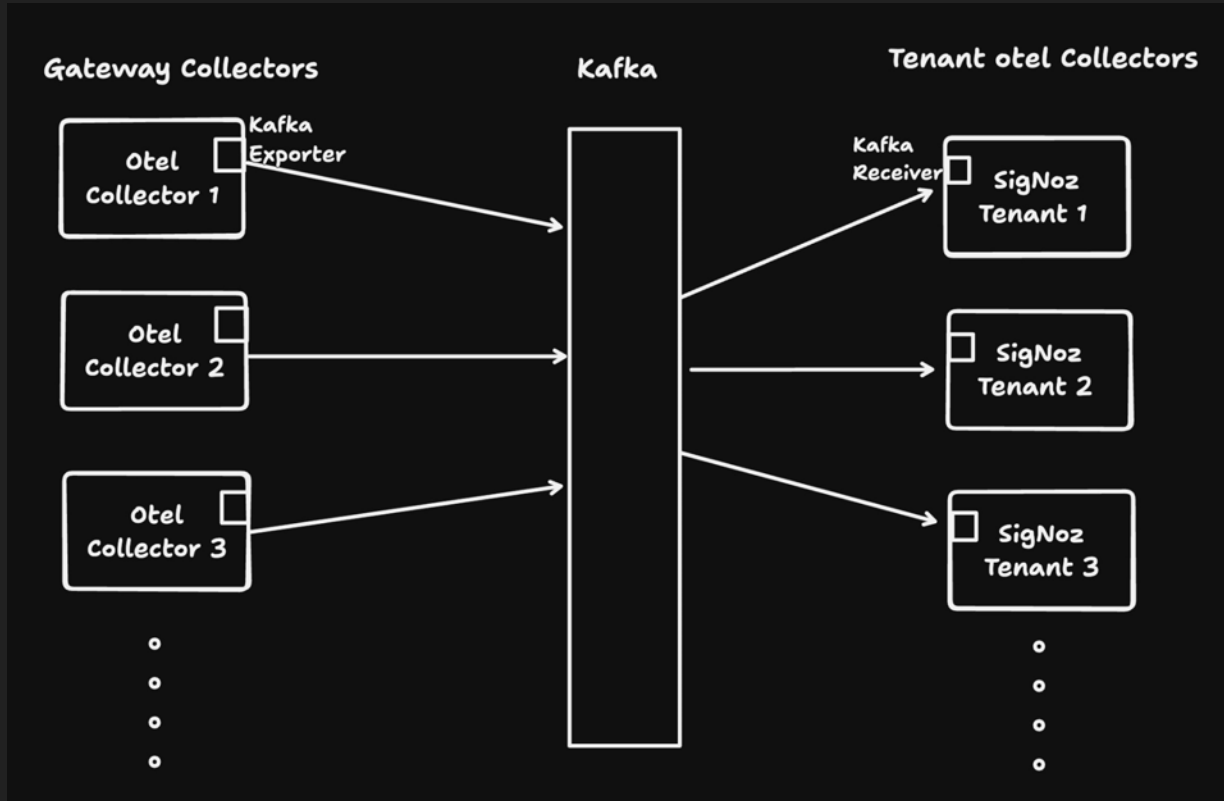 Gateway Collectors
Kafka
Tenant otel Collectors
Otel
Collector 1
Kafka
Exporter
Kafka
Receiver
SigNoz
Tenant 1
Otel
Collector 2
SigNoz
Tenant 2
Otel
Collector 3
SigNoz
Tenant 3